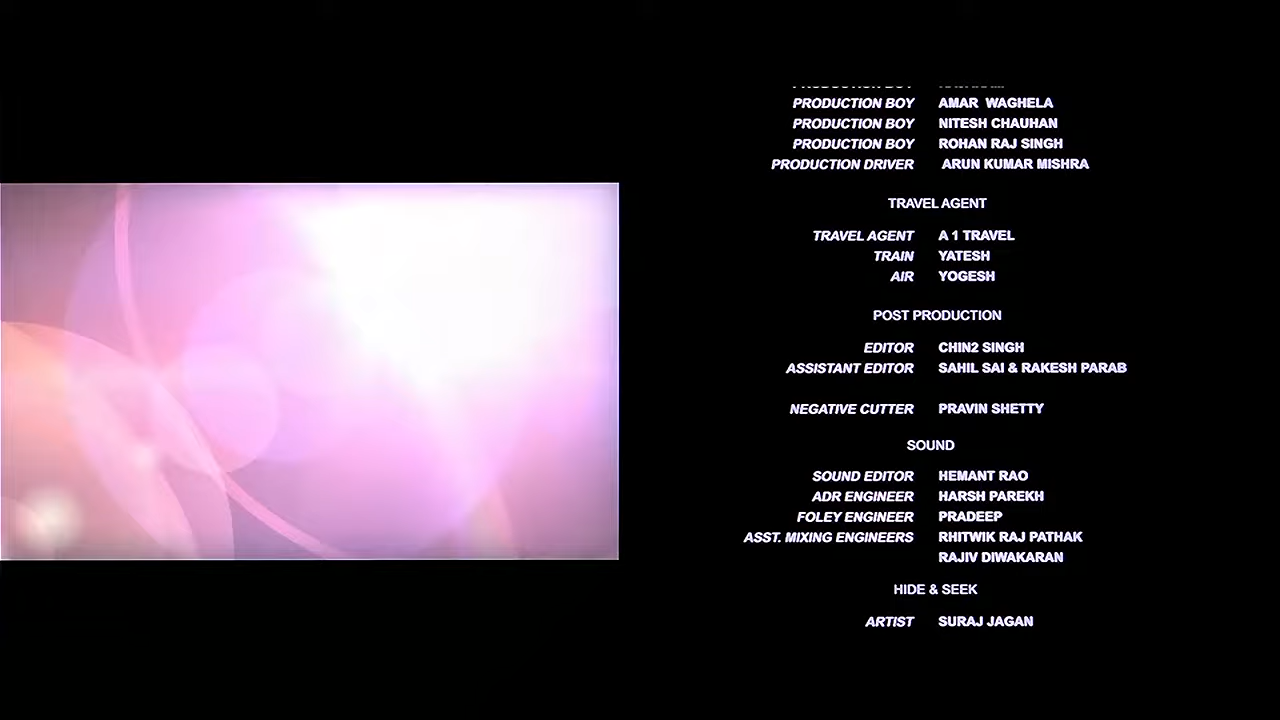 PRODUCTION BOY AMAR WAGHELA
PRODUCTION BOY NITESH CHAUHAN
PRODUCTION BOY ROHAN RAJ SINGH
PRODUCTION DRIVER ARUN KUMAR MISHRA
TRAVEL AGENT
TRAVEL AGENT A 1 TRAVEL
TRAIN YATESH
AIR YOGESH
POST PRODUCTION
EDITOR CHIN2 SINGH
ASSISTANT EDITOR SAHIL SAI & RAKESH PARAB
NEGATIVE CUTTER PRAVIN SHETTY
SOUND
SOUND EDITOR HEMANT RAO
ADR ENGINEER HARSH PAREKH
FOLEY ENGINEER PRADEEP
ASST. MIXING ENGINEERS RHITWIK RAJ PATHAK
RAJIV DIWAKARAN
HIDE & SEEK
ARTIST SURAJ JAGAN